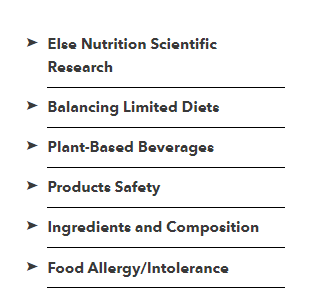 Else Nutrition Scientific
Research
Balancing Limited Diets
Plant-Based Beverages
Products Safety
Ingredients and Composition
Food Allergy/Intolerance